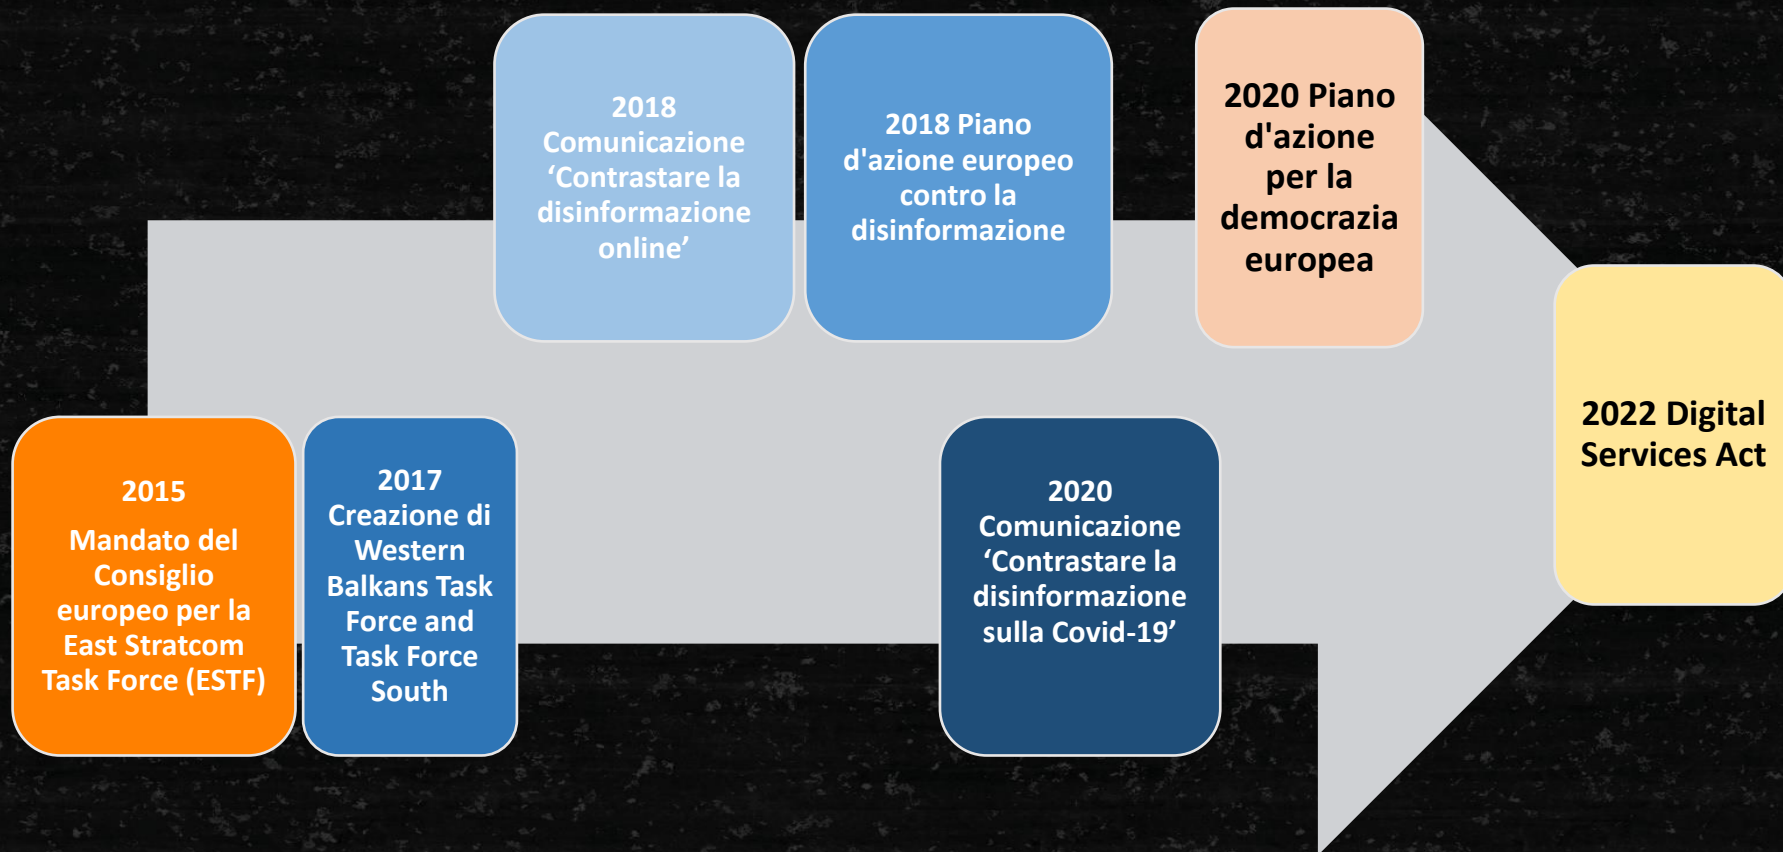 2015
Mandato del
Consiglio
europeo per la
East Stratcom
Task Force (ESTF)
2017
Creazione di
Western
Balkans Task
Force and
Task Force
South
2018
Comunicazione
‘Contrastare la
disinformazione
online’
2018 Piano
d'azione europeo
contro la
disinformazione
2020
Comunicazione
‘Contrastare la
disinformazione
sulla Covid-19’
2020 Piano
d'azione
per la
democrazia
europea
2022 Digital
Services Act